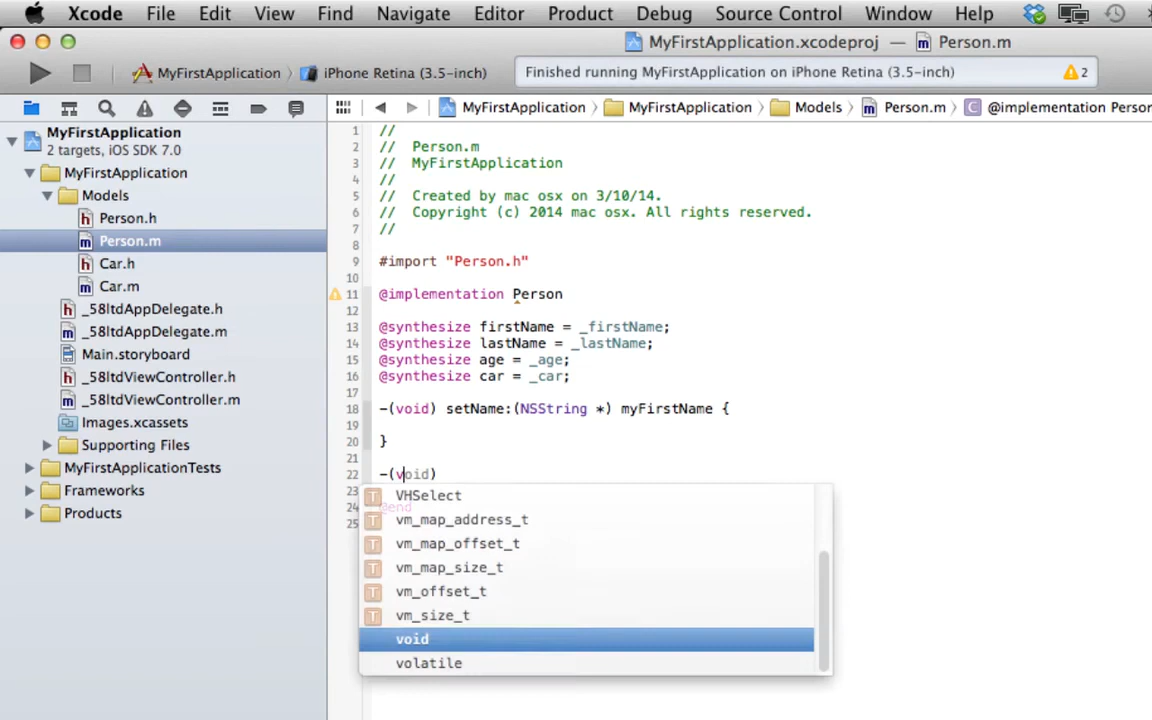 Xcode File Edit View Find Navigate Editor Product Debug Source Control Window Help
MyFirstApplication.xcodeproj — Person.m
MyFirstApplication 〉 iPhone Retina (3.5-inch)
Finished running MyFirstApplication on iPhone Retina (3.5-inch)
2
MyFirstApplication 〉 MyFirstApplication 〉 Models 〉 Person.m 〉 C @implementation Person
MyFirstApplication
2 targets, iOS SDK 7.0
MyFirstApplication
Models
h Person.h
m Person.m
h Car.h
m Car.m
h _58ltdAppDelegate.h
m _58ltdAppDelegate.m
Main.storyboard
h _58ltdViewController.h
m _58ltdViewController.m
Images.xcassets
Supporting Files
MyFirstApplicationTests
Frameworks
Products
1 //
2 // Person.m
3 // MyFirstApplication
4 //
5 // Created by mac osx on 3/10/14.
6 // Copyright (c) 2014 mac osx. All rights reserved.
7 //
8
9 #import "Person.h"
10
11 @implementation Person
12
13 @synthesize firstName = _firstName;
14 @synthesize lastName = _lastName;
15 @synthesize age = _age;
16 @synthesize car = _car;
17
18 -(void) setName:(NSString *) myFirstName {
19
20 }
21
22 -(void)
23
24 @end
25
T VHSelect
T vm_map_address_t
T vm_map_offset_t
T vm_map_size_t
T vm_offset_t
T vm_size_t
void
volatile